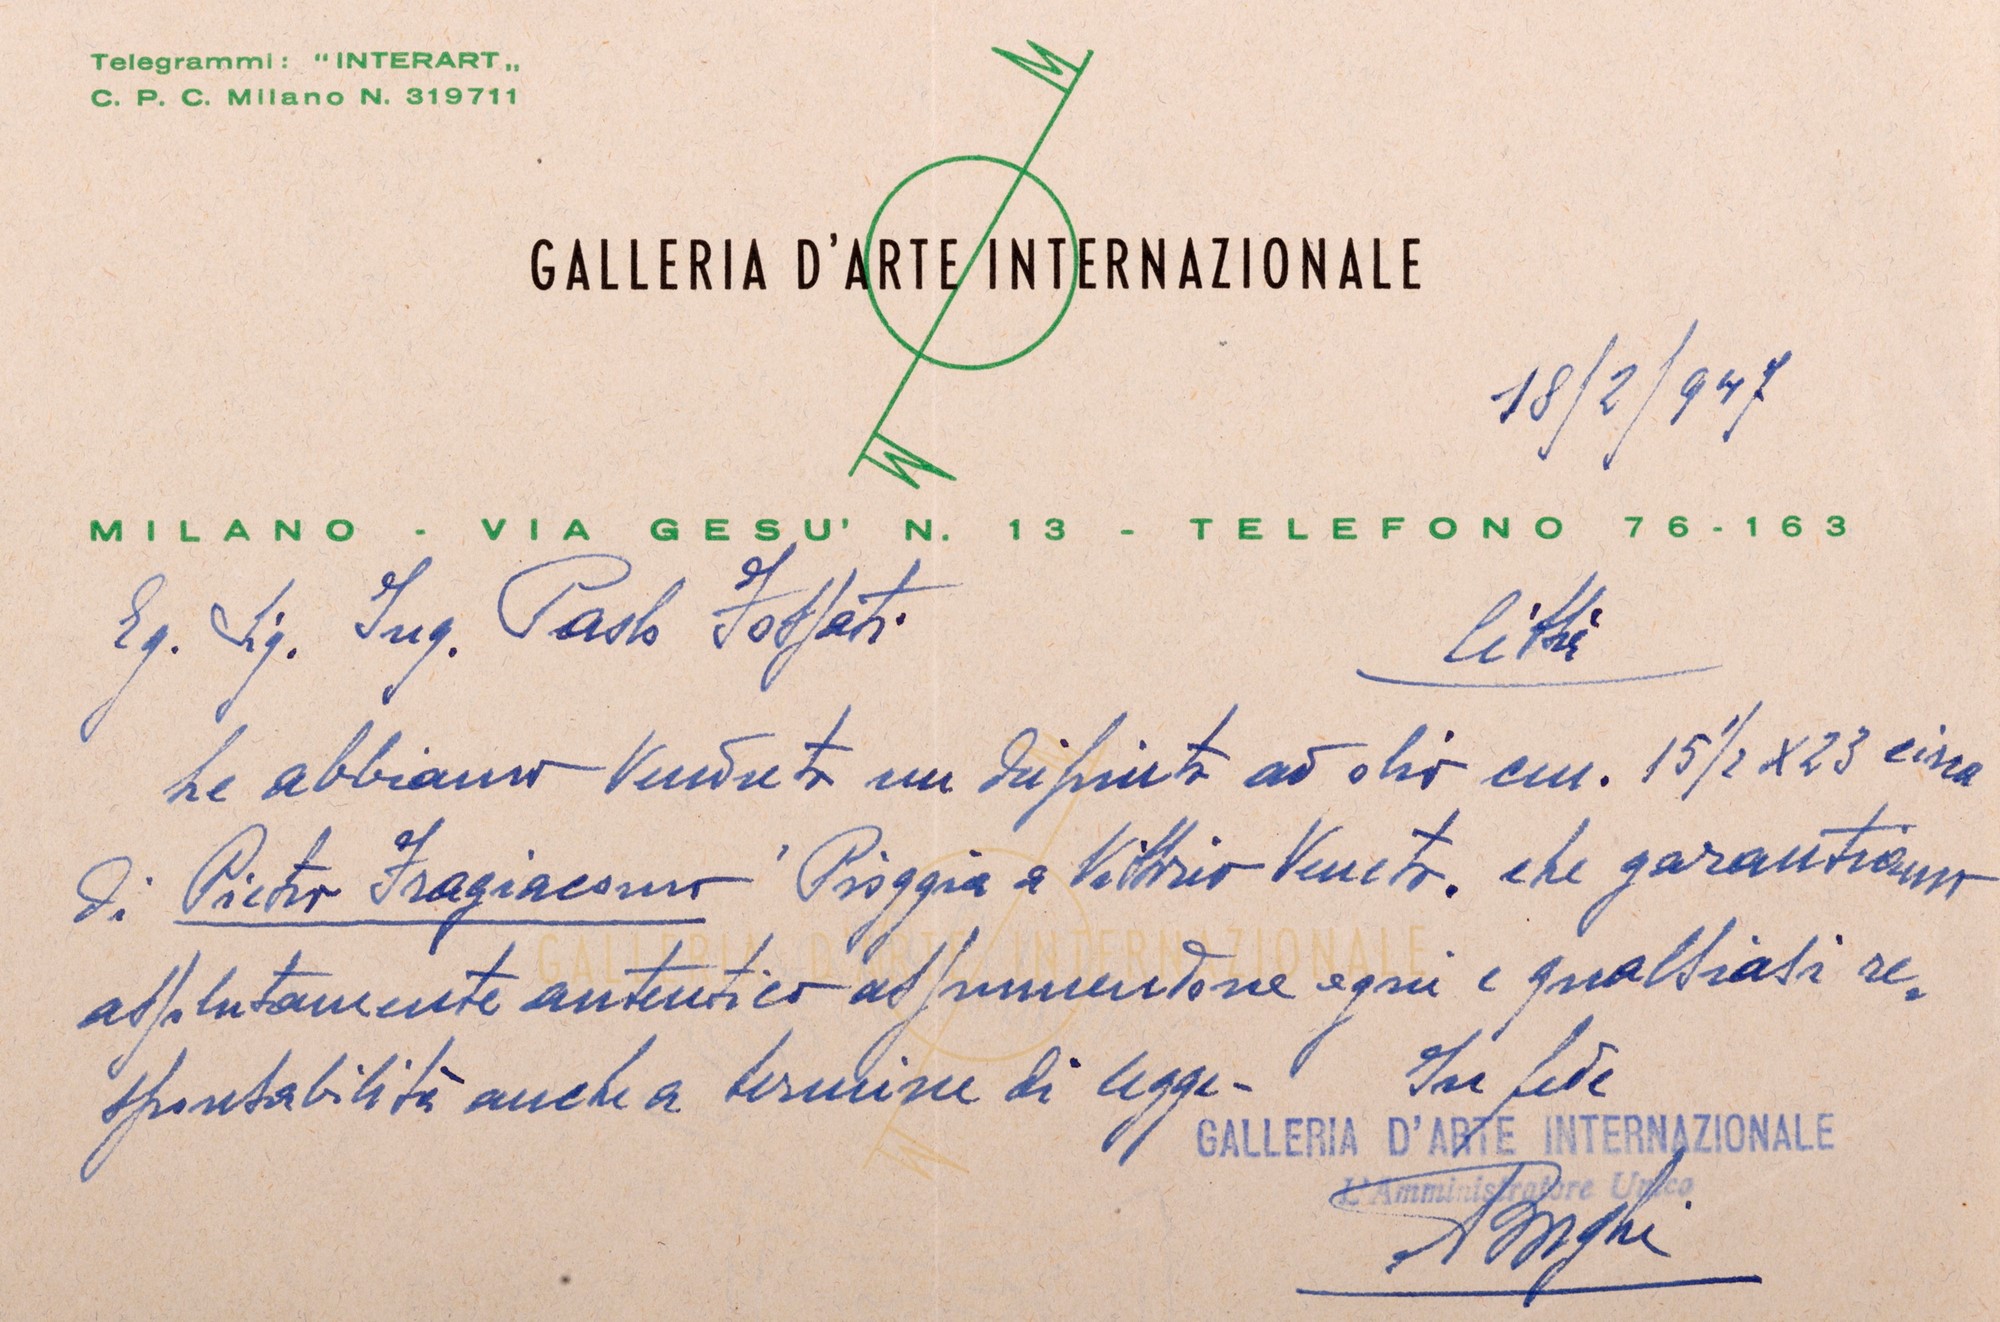 Telegrammi: "INTERART„
C. P. C. Milano N. 319711
M
GALLERIA D'ARTE INTERNAZIONALE
18/2/947
M
MILANO - VIA GESU' N. 13 - TELEFONO 76-163
Eg. Sig. Ing. Paolo Fossati. Città
le abbiamo venduto un dipinto ad olio cm. 15 1/2 x 23 circa
di Pietro Fragiacomo ' Pioggia a Vittorio Veneto. che garantiamo
assolutamente autentico assumendone ogni e qualsiasi re-
sponsabilità anche a termine di legge- In fede
GALLERIA D'ARTE INTERNAZIONALE
L'Amministratore Unico